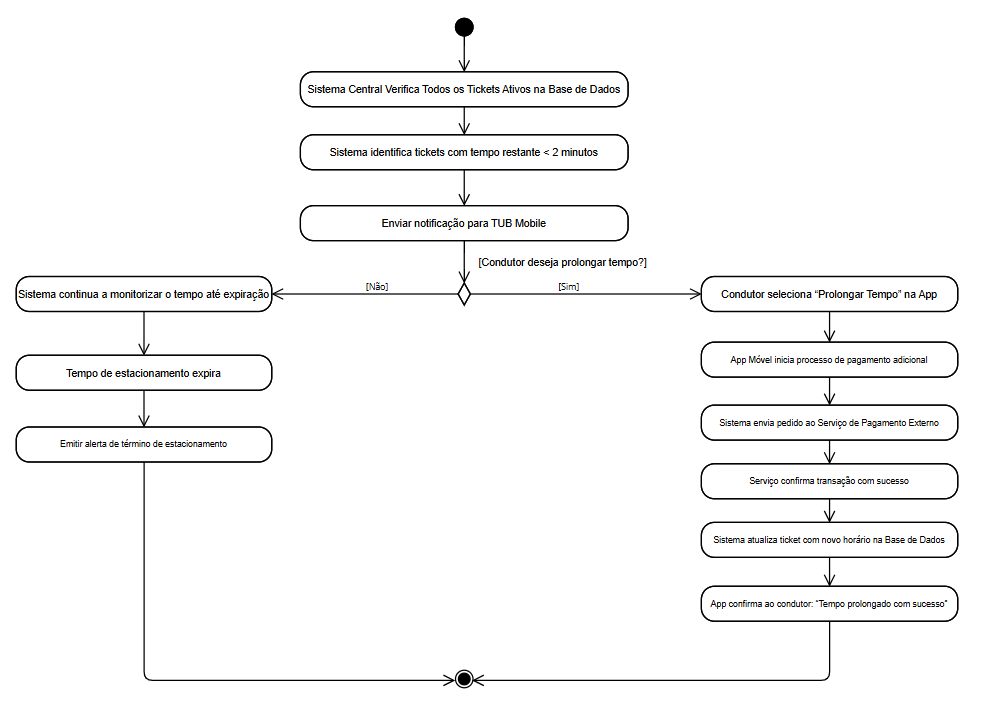 Sistema Central Verifica Todos os Tickets Ativos na Base de Dados
Sistema identifica tickets com tempo restante < 2 minutos
Enviar notificação para TUB Mobile
[Condutor deseja prolongar tempo?]
[Não]
[Sim]
Sistema continua a monitorizar o tempo até expiração
Tempo de estacionamento expira
Emitir alerta de término de estacionamento
Condutor seleciona “Prolongar Tempo” na App
App Móvel inicia processo de pagamento adicional
Sistema envia pedido ao Serviço de Pagamento Externo
Serviço confirma transação com sucesso
Sistema atualiza ticket com novo horário na Base de Dados
App confirma ao condutor: “Tempo prolongado com sucesso”